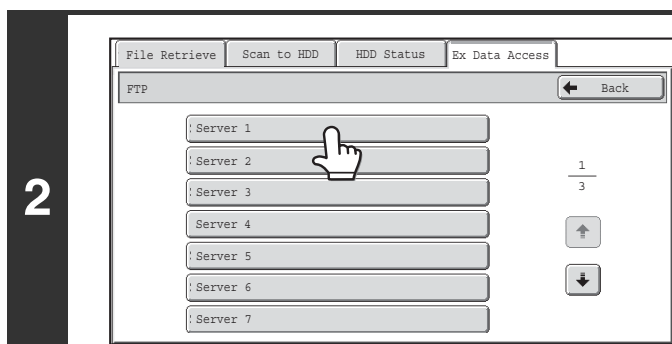 File Retrieve Scan to HDD HDD Status Ex Data Access
FTP Back
Server 1
Server 2
1
3
Server 3
2
Server 4
Server 5
Server 6
Server 7